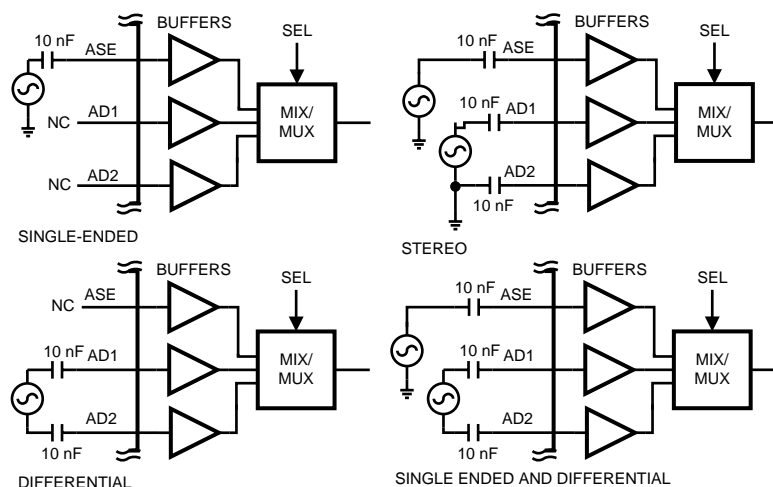 BUFFERS
SEL
10 nF
ASE
MIX/
MUX
NC
AD1
NC
AD2
SINGLE-ENDED
BUFFERS
SEL
10 nF
ASE
10 nF
AD1
MIX/
MUX
AD2
10 nF
STEREO
BUFFERS
SEL
NC
ASE
10 nF
AD1
MIX/
MUX
AD2
10 nF
DIFFERENTIAL
BUFFERS
SEL
10 nF
ASE
10 nF
AD1
MIX/
MUX
AD2
10 nF
SINGLE ENDED AND DIFFERENTIAL